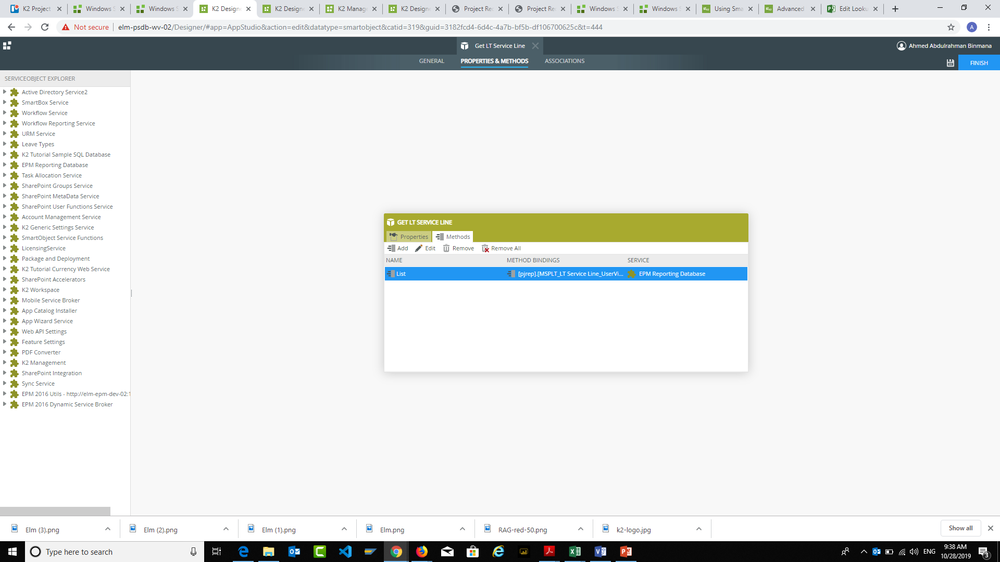 K2 Project
Windows S
Windows S
K2 Design
K2 Design
K2 Manag
K2 Design
Project Re
Project Re
Windows S
Windows S
Using Sma
Advanced
Edit Looku
Not secure
elm-psdb-wv-02/Designer/#app=AppStudio&action=edit&datatype=smartobject&catid=319&guid=3182fcd4-6d4c-4a7b-bf5b-df106700625c&t=444
A
Get LT Service Line
Ahmed Abdulrahman Binmana
GENERAL
PROPERTIES & METHODS
ASSOCIATIONS
FINISH
SERVICEOBJECT EXPLORER
Active Directory Service2
SmartBox Service
Workflow Service
Workflow Reporting Service
URM Service
Leave Types
K2 Tutorial Sample SQL Database
EPM Reporting Database
Task Allocation Service
SharePoint Groups Service
SharePoint MetaData Service
SharePoint User Functions Service
Account Management Service
K2 Generic Settings Service
SmartObject Service Functions
LicensingService
Package and Deployment
K2 Tutorial Currency Web Service
SharePoint Accelerators
K2 Workspace
Mobile Service Broker
App Catalog Installer
App Wizard Service
Web API Settings
Feature Settings
PDF Converter
K2 Management
SharePoint Integration
Sync Service
EPM 2016 Utils - http://elm-epm-dev-02:1
EPM 2016 Dynamic Service Broker
GET LT SERVICE LINE
Properties
Methods
Add
Edit
Remove
Remove All
NAME
METHOD BINDINGS
SERVICE
List
[pjrep].[MSPLT_LT Service Line_UserVi...
EPM Reporting Database
Elm (3).png
Elm (2).png
Elm (1).png
Elm.png
RAG-red-50.png
k2-logo.jpg
Show all
Type here to search
ENG
9:38 AM
10/28/2019
3